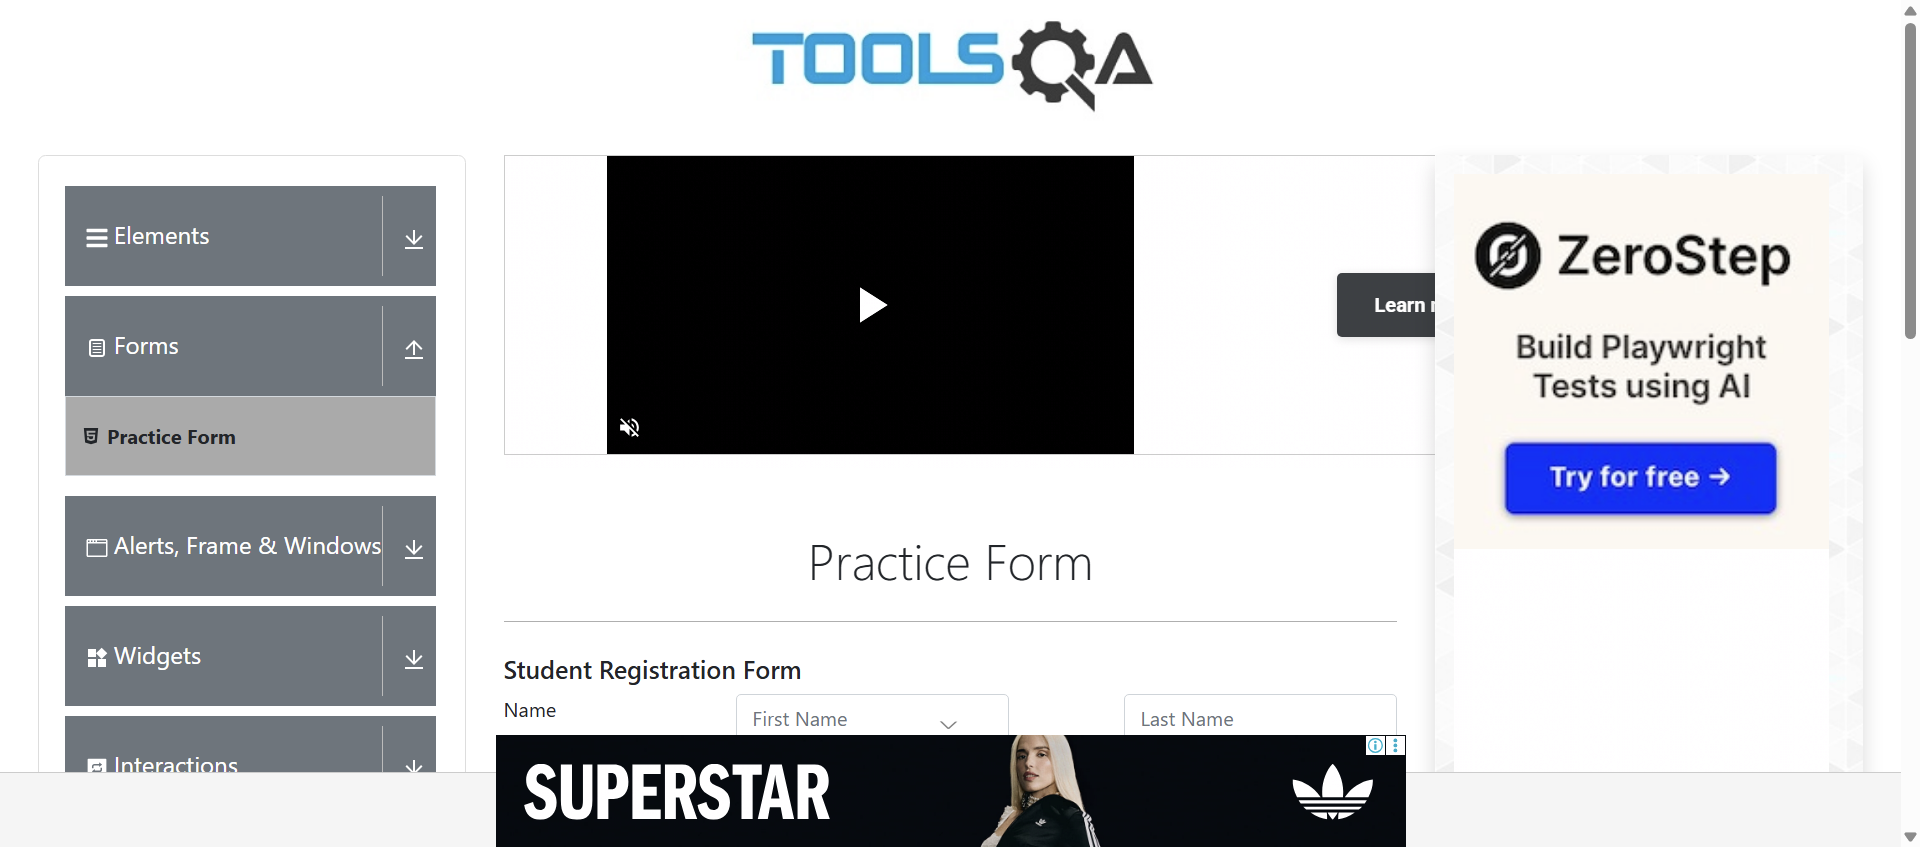 TOOLSQA
Elements
Forms
Practice Form
Alerts, Frame & Windows
Widgets
Interactions
Learn
Practice Form
Student Registration Form
Name
First Name
Last Name
ZeroStep
Build Playwright
Tests using AI
Try for free →
SUPERSTAR